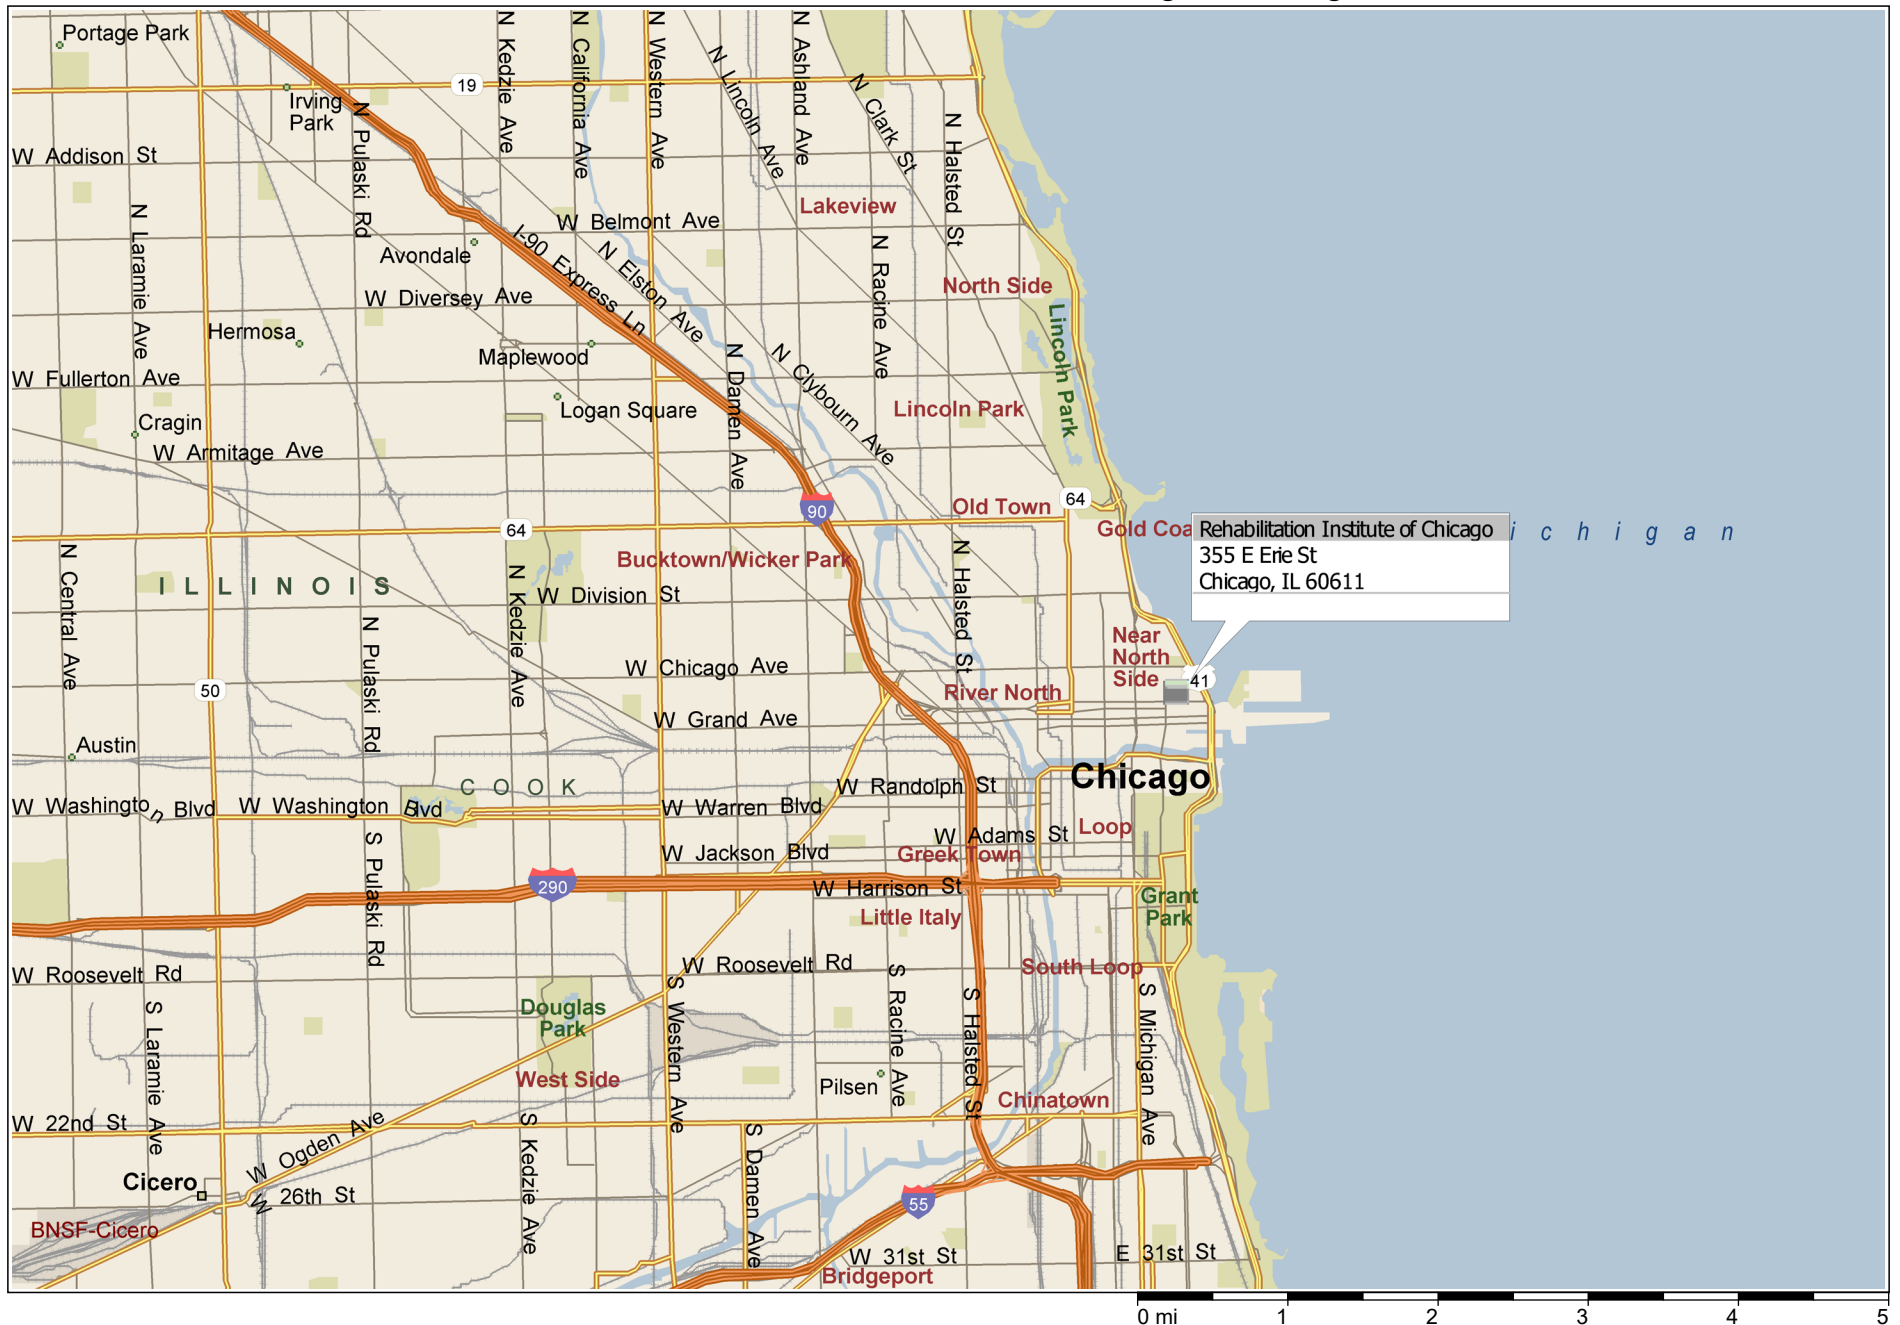 Portage Park
19
Irving
Park
W Addison St
N Kedzie Ave
N California Ave
N Western Ave
N Lincoln Ave
N Ashland Ave
N Clark St
N Halsted St
N Pulaski Rd
N Laramie Ave
Lakeview
W Belmont Ave
Avondale
I-90 Express Ln
N Elston Ave
N Racine Ave
North Side
W Diversey Ave
Hermosa
Maplewood
Lincoln Park
W Fullerton Ave
N Damen Ave
N Clybourn Ave
Logan Square
Lincoln Park
Cragin
W Armitage Ave
64
90
Old Town
64
Gold Coa
Rehabilitation Institute of Chicago
355 E Erie St
Chicago, IL 60611
i c h i g a n
Bucktown/Wicker Park
ILLINOIS
W Division St
N Central Ave
N Pulaski Rd
N Kedzie Ave
N Halsted St
Near
North
Side
41
W Chicago Ave
50
River North
W Grand Ave
Austin
COOK
Chicago
W Randolph St
W Washington Blvd
W Washington Blvd
W Warren Blvd
W Adams St
Loop
W Jackson Blvd
Greek Town
290
W Harrison St
Grant
Park
S Pulaski Rd
Little Italy
W Roosevelt Rd
W Roosevelt Rd
South Loop
Douglas
Park
S Laramie Ave
S Western Ave
S Racine Ave
S Halsted St
S Michigan Ave
West Side
Pilsen
Chinatown
W 22nd St
W Ogden Ave
S Kedzie Ave
S Damen Ave
Cicero
W 26th St
55
BNSF-Cicero
W 31st St
E 31st St
Bridgeport
0 mi 1 2 3 4 5